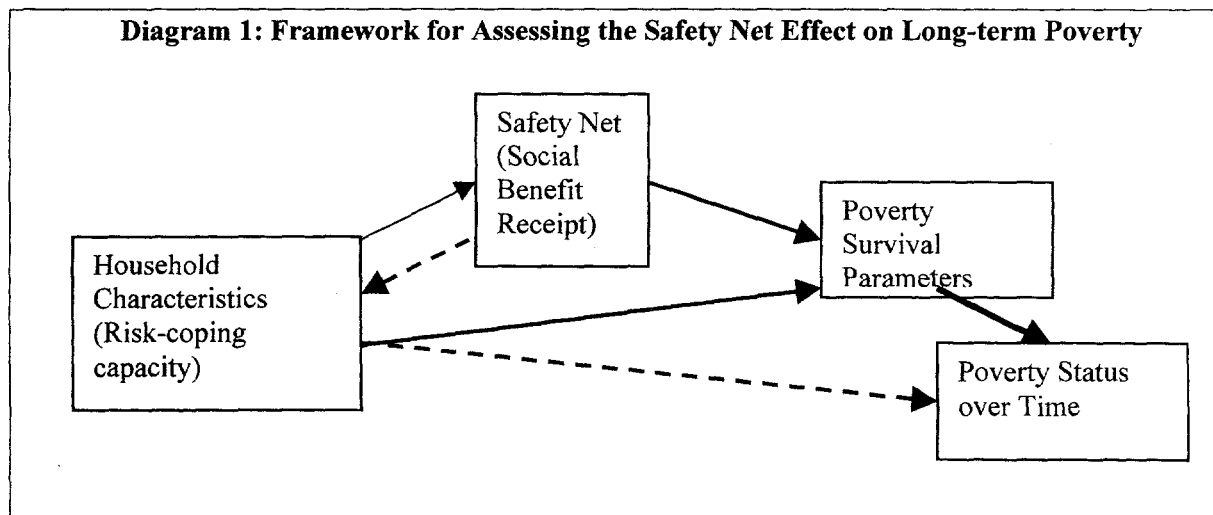 Diagram 1: Framework for Assessing the Safety Net Effect on Long-term Poverty
Safety Net
(Social
Benefit
Receipt)
Household
Characteristics
(Risk-coping
capacity)
Poverty
Survival
Parameters
Poverty Status
over Time